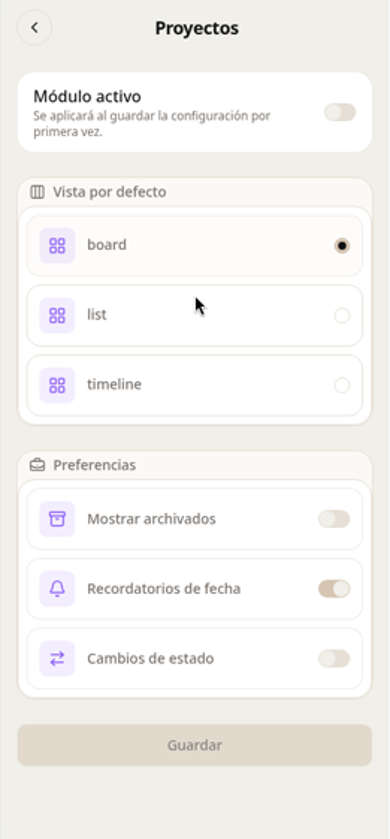 Proyectos
Módulo activo
Se aplicará al guardar la configuración por
primera vez.
Vista por defecto
board
list
timeline
Preferencias
Mostrar archivados
Recordatorios de fecha
Cambios de estado
Guardar